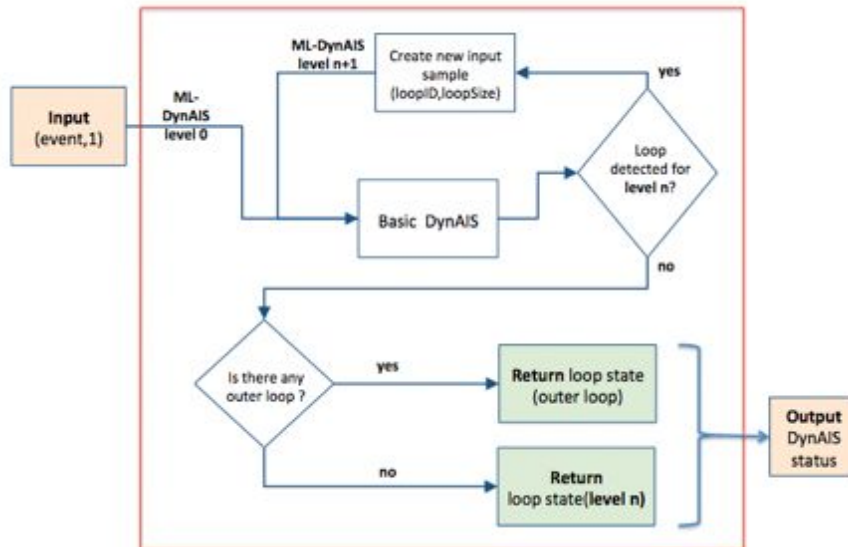 ML-DynAIS
level n+1
Create new input
sample
(loopID,loopSize)
yes
Input
(event,1)
ML-
DynAIS
level 0
Loop
detected for
level n?
Basic DynAIS
no
Is there any
outer loop ?
yes
Return loop state
(outer loop)
no
Return
loop state(level n)
Output
DynAIS
status